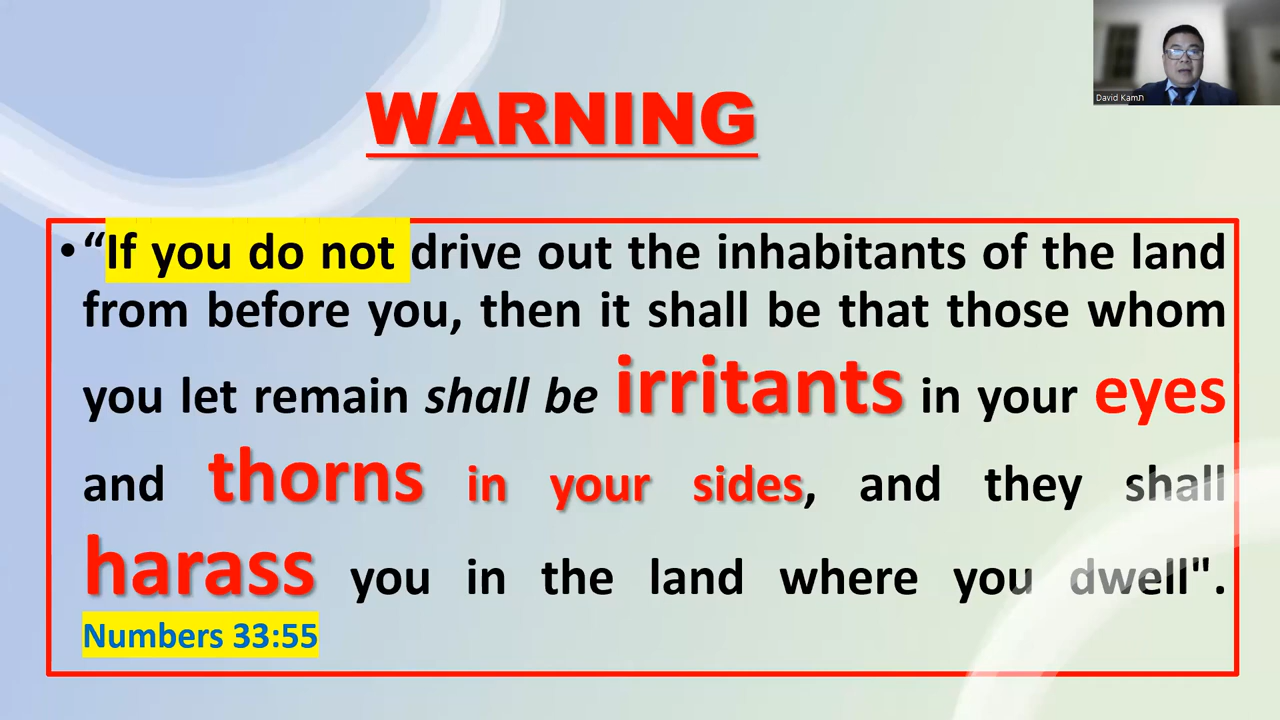 WARNING
• “If you do not drive out the inhabitants of the land
from before you, then it shall be that those whom
you let remain shall be irritants in your eyes
and thorns in your sides, and they shall
harass you in the land where you dwell".
Numbers 33:55
David Kamח